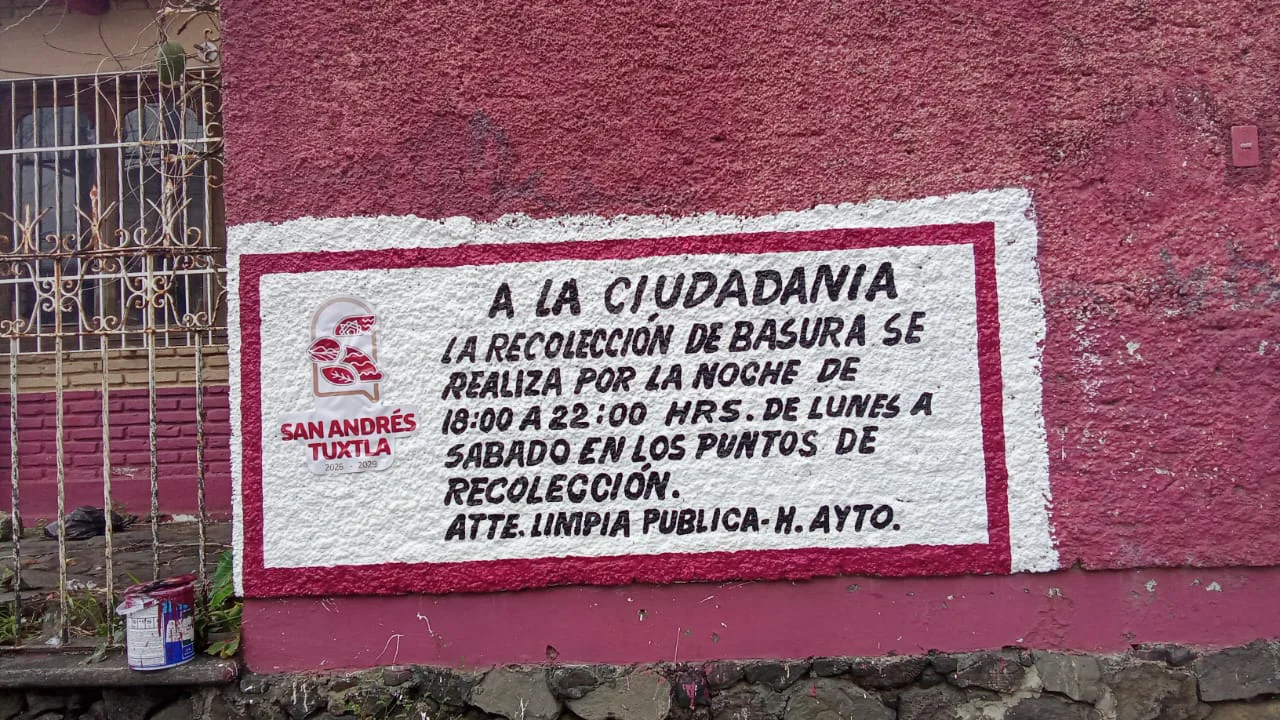 A LA CIUDADANIA
LA RECOLECCIÓN DE BASURA SE
REALIZA POR LA NOCHE DE
18:00 A 22:00 HRS. DE LUNES A
SABADO EN LOS PUNTOS DE
RECOLECCIÓN.
ATTE. LIMPIA PUBLICA - H. AYTO.
SAN ANDRÉS
TUXTLA
2026 - 2029